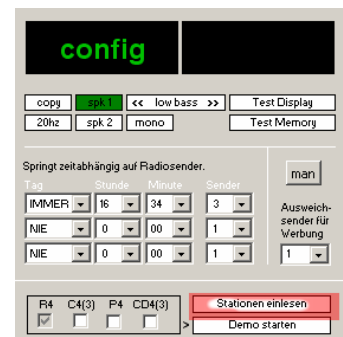 config
copy spk 1 << low bass >> Test Display
20hz spk 2 mono Test Memory
Springt zeitabhängig auf Radiosender.
man
Tag Stunde Minute Sender
IMMER 16 34 3
Ausweich-
sender für
Werbung
NIE 0 00 1
NIE 0 00 1 1
R4 C4(3) P4 CD4(3) Stationen einlesen
> Demo starten